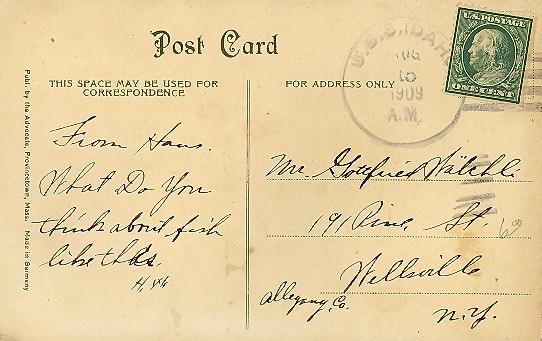 Post Card
THIS SPACE MAY BE USED FOR
CORRESPONDENCE
FOR ADDRESS ONLY
U.S.S. IDAHO
AUG
15
1909
A.M.
U.S. POSTAGE
ONE CENT
Publ. by the Advocate, Provincetown, Mass. Made in Germany
From Hans.
What Do You
think about fish
like this.
Mr. Gottfried
191 Pine St.
Wellsville
Allegany, Co.
N.Y.